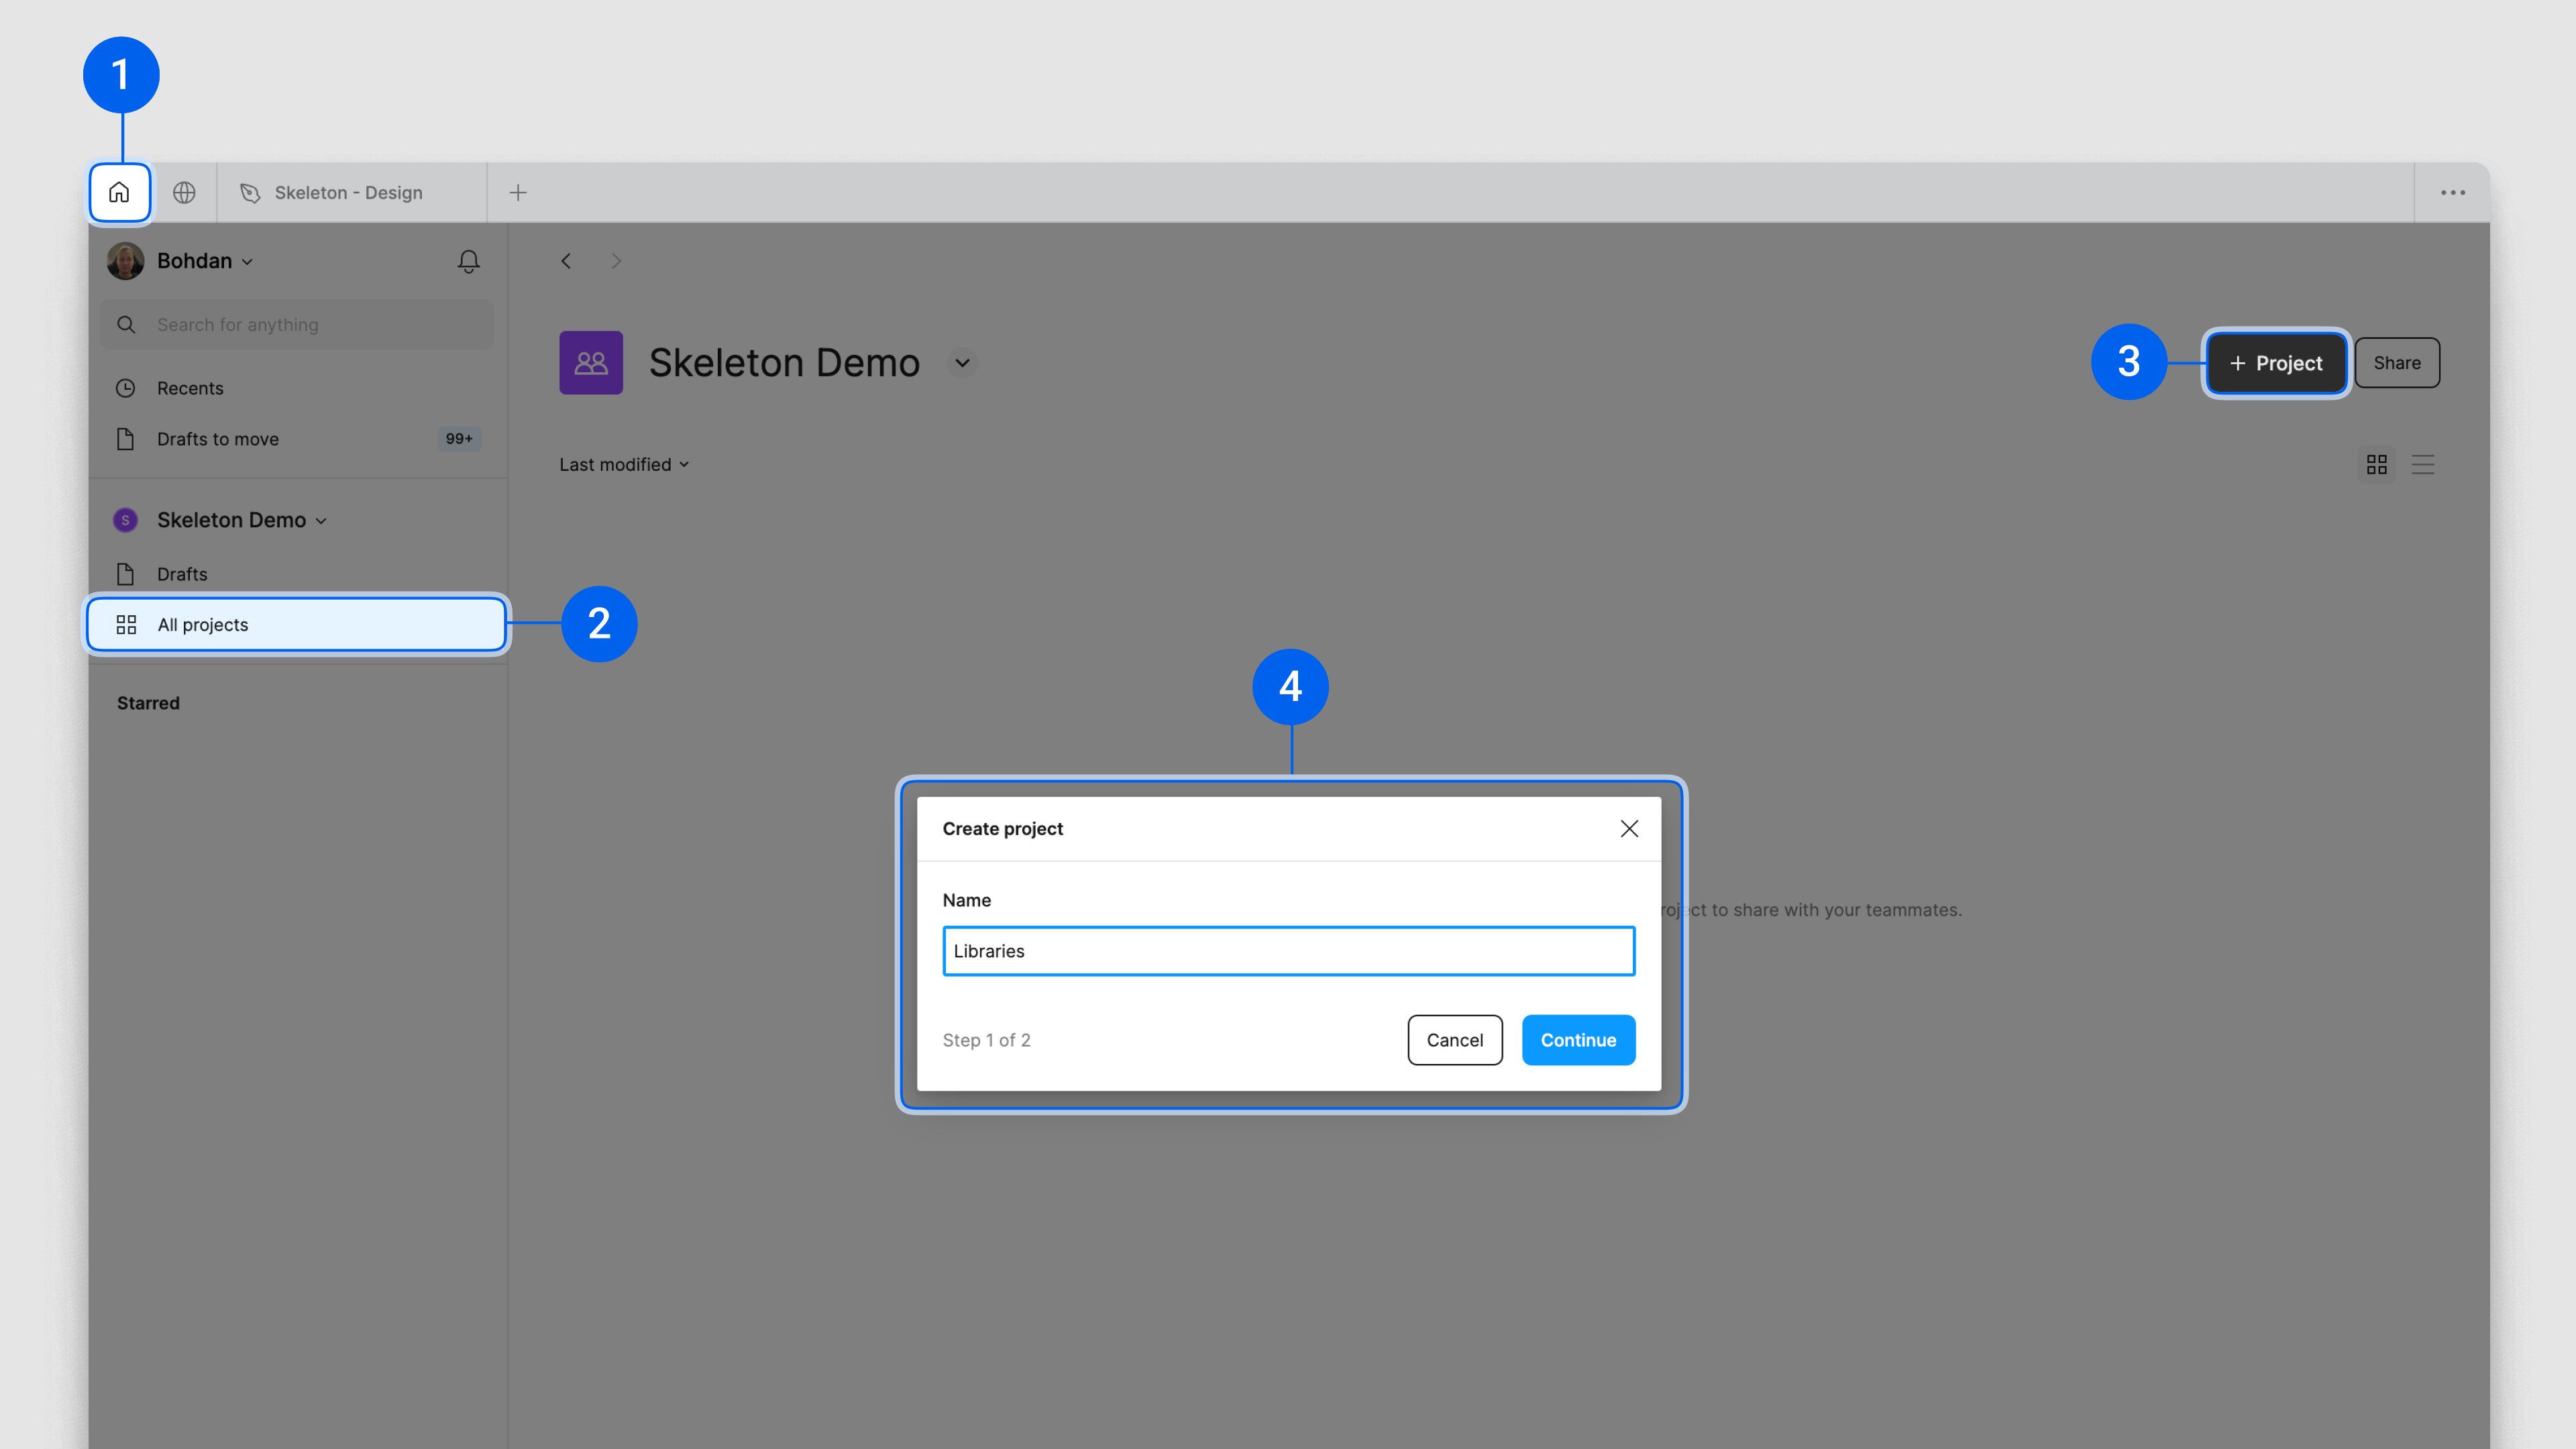 1
Skeleton - Design
Bohdan
Search for anything
Recents
Drafts to move 99+
S Skeleton Demo
Drafts
All projects
2
Starred
Skeleton Demo
3
+ Project
Share
Last modified
4
Create project
Name
Libraries
Step 1 of 2
Cancel
Continue
to share with your teammates.